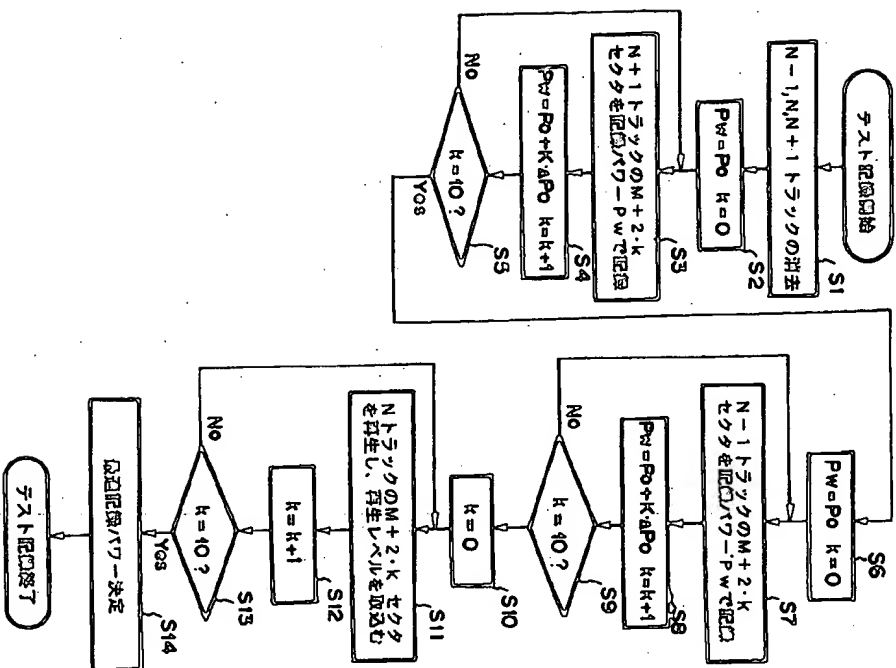 テスト記録開始
N-1,N,N+1トラックの消去
S1
Pw=Po k=0
S2
N+1トラックのM+2・k
セクタを記録パワーPwで記録
S3
Pw=Po+K・ΔPo k=k+1
S4
k=10?
S5
No
Yes
Pw=Po k=0
S6
N-1トラックのM+2・k
セクタを記録パワーPwで記録
S7
Pw=Po+K・ΔPo k=k+1
S8
k=10?
S9
No
k=0
S10
NトラックのM+2・k セクタ
を再生し、再生レベルを取込む
S11
k=k+1
S12
k=10?
S13
No
Yes
最適記録パワー決定
S14
テスト記録終了